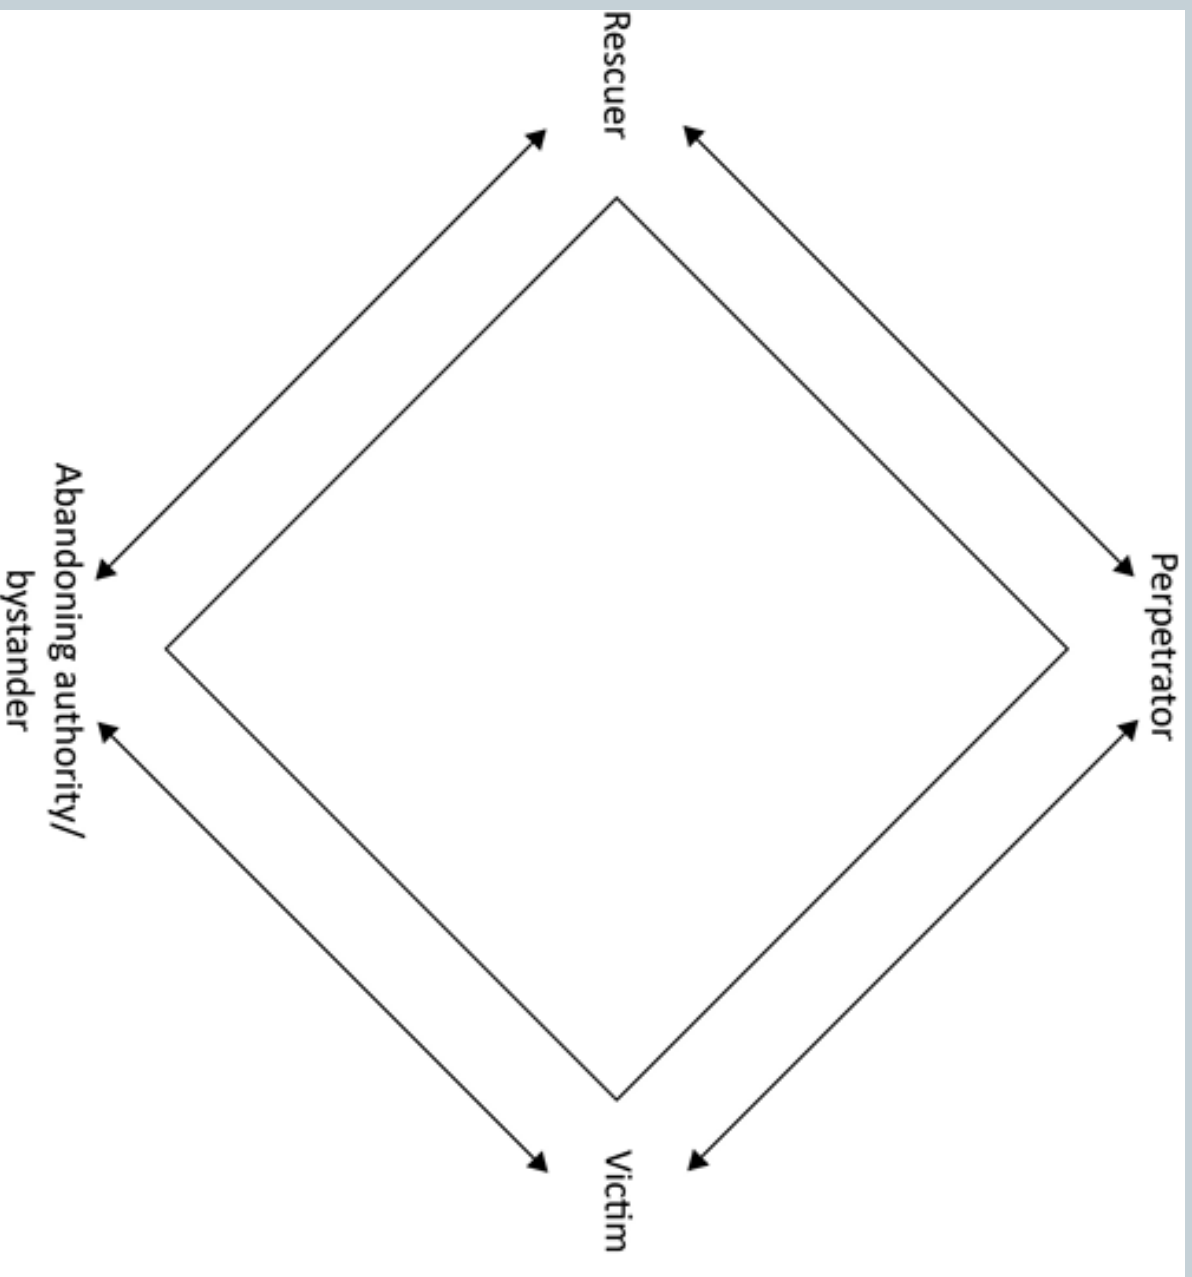 Perpetrator
Rescuer
Victim
Abandoning authority/
bystander